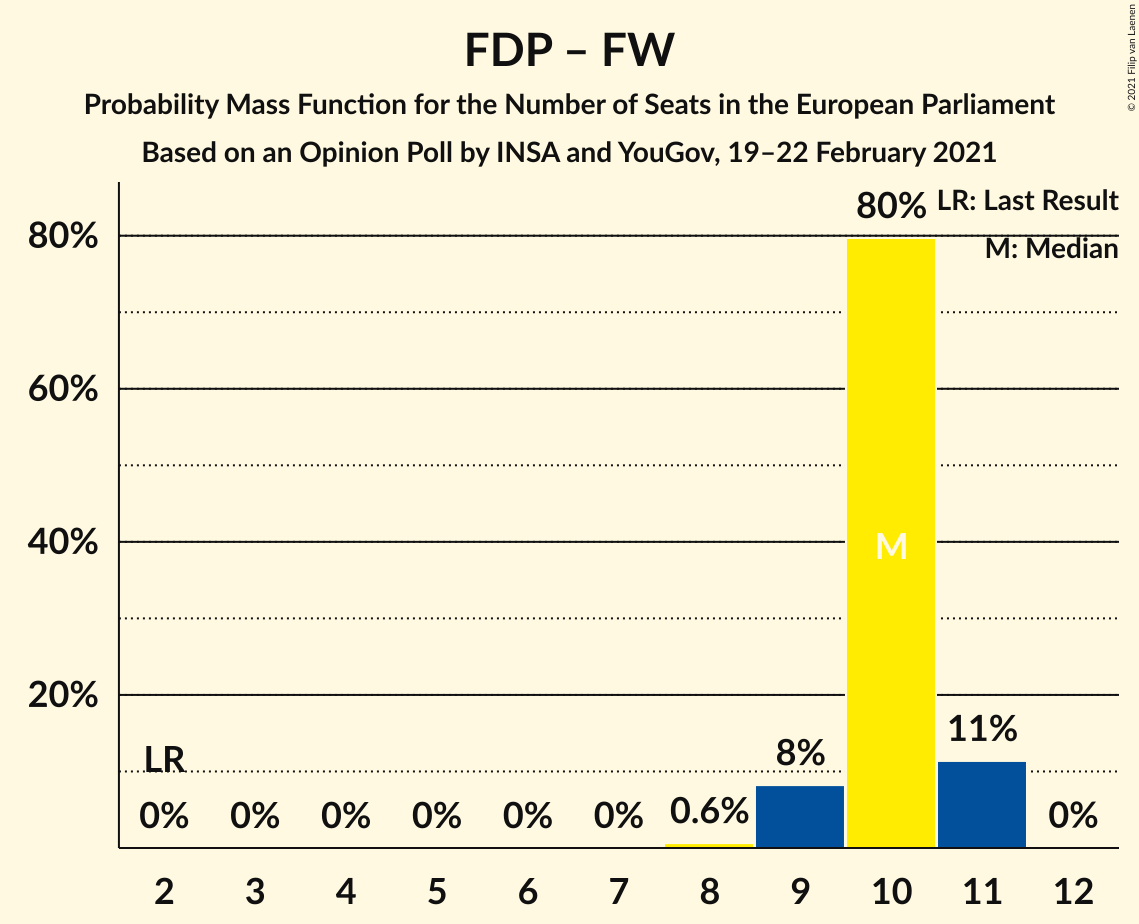 FDP – FW
Probability Mass Function for the Number of Seats in the European Parliament
Based on an Opinion Poll by INSA and YouGov, 19–22 February 2021
© 2021 Filip van Laenen
LR: Last Result
M: Median
80%
60%
40%
20%
LR
0%
0%
0%
0%
0%
0%
0.6%
8%
80%
M
11%
0%
2 3 4 5 6 7 8 9 10 11 12